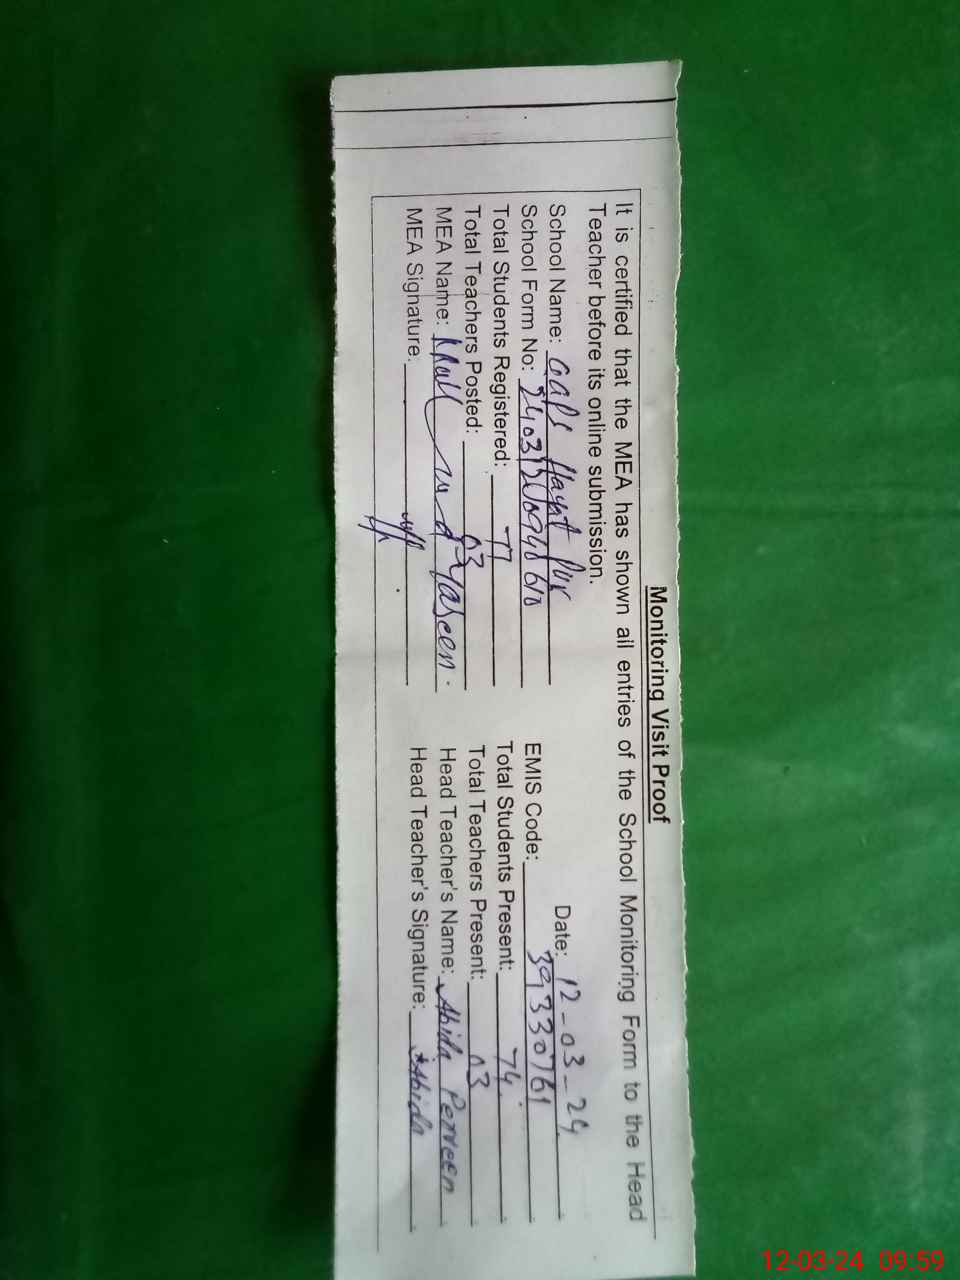 Monitoring Visit Proof
It is certified that the MEA has shown all entries of the School Monitoring Form to the Head
Teacher before its online submission.
Date: 12-03-24
School Name: GGPS Hayat Pur
EMIS Code: 39330761
School Form No:
Total Students Registered: 77
Total Students Present: 74
Total Teachers Posted: 03
Total Teachers Present: 03
MEA Name: Yaseen.
Head Teacher's Name: Abida Perveen
MEA Signature:
Head Teacher's Signature: Abida
12-03-24 09:59